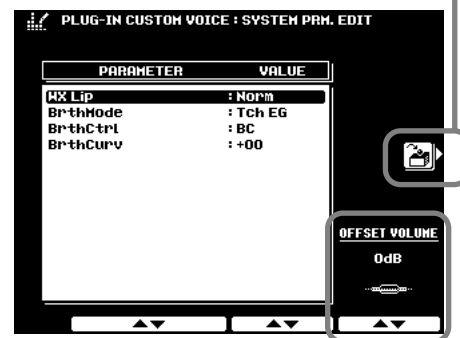 PLUG-IN CUSTOM VOICE : SYSTEM PRM. EDIT
PARAMETER VALUE
WX Lip : Norm
BrthMode : Tch EG
BrthCtrl : BC
BrthCurv : +00
OFFSET VOLUME
0dB